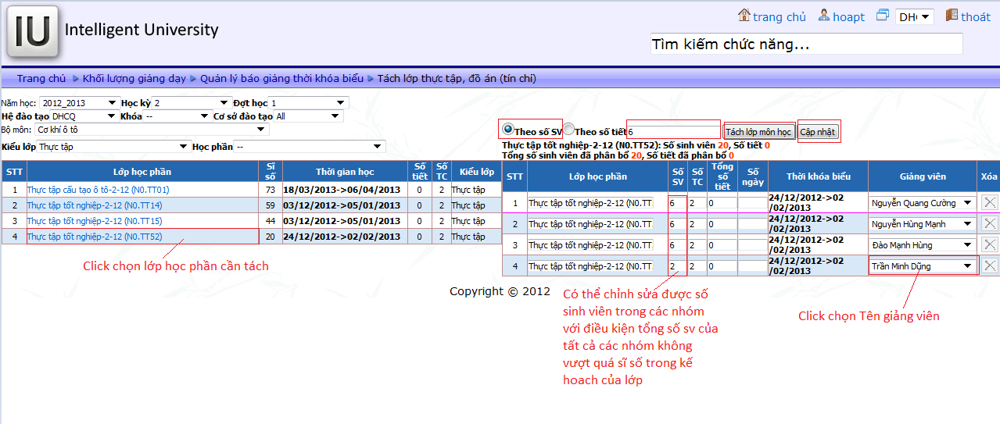 IU Intelligent University
trang chủ hoapt DHC thoát
Tìm kiếm chức năng...
Trang chủ Khối lượng giảng dạy Quản lý báo giảng thời khóa biểu Tách lớp thực tập, đồ án (tín chỉ)
Năm học: 2012_2013 Học kỳ 2 Đợt học 1
Hệ đào tạo DHCQ Khóa -- Cơ sở đào tạo All
Bộ môn: Cơ khí ô tô
Kiểu lớp Thực tập Học phần --
Theo số SV Theo số tiết 6 Tách lớp môn học Cập nhật
Thực tập tốt nghiệp-2-12 (N0.TT52): Số sinh viên 20, Số tiết 0
Tổng số sinh viên đã phân bổ 20, Số tiết đã phân bổ 0
STT Lớp học phần Sĩ số Thời gian học Số tiết Số TC Kiểu lớp
1 Thực tập cấu tạo ô tô-2-12 (N0.TT01) 73 18/03/2013->06/04/2013 0 2 Thực tập
2 Thực tập tốt nghiệp-2-12 (N0.TT14) 59 03/12/2012->05/01/2013 0 2 Thực tập
3 Thực tập tốt nghiệp-2-12 (N0.TT15) 44 03/12/2012->05/01/2013 0 2 Thực tập
4 Thực tập tốt nghiệp-2-12 (N0.TT52) 20 24/12/2012->02/02/2013 0 2 Thực tập
Click chọn lớp học phần cần tách
STT Lớp học phần Số SV Số TC Tổng số tiết Số ngày Thời khóa biểu Giảng viên Xóa
1 Thực tập tốt nghiệp-2-12 (N0.TT 6 2 0 24/12/2012->02 Nguyễn Quang Cường
/02/2013
2 Thực tập tốt nghiệp-2-12 (N0.TT 6 2 0 24/12/2012->02 Nguyễn Hùng Mạnh
/02/2013
3 Thực tập tốt nghiệp-2-12 (N0.TT 6 2 0 24/12/2012->02 Đào Mạnh Hùng
/02/2013
4 Thực tập tốt nghiệp-2-12 (N0.TT 2 2 0 24/12/2012->02 Trần Minh Dũng
/02/2013
Copyright © 2012
Có thể chỉnh sửa được số
sinh viên trong các nhóm
với điều kiện tổng số sv của
tất cả các nhóm không
vượt quá sĩ số trong kế
hoach của lớp
Click chọn Tên giảng viên